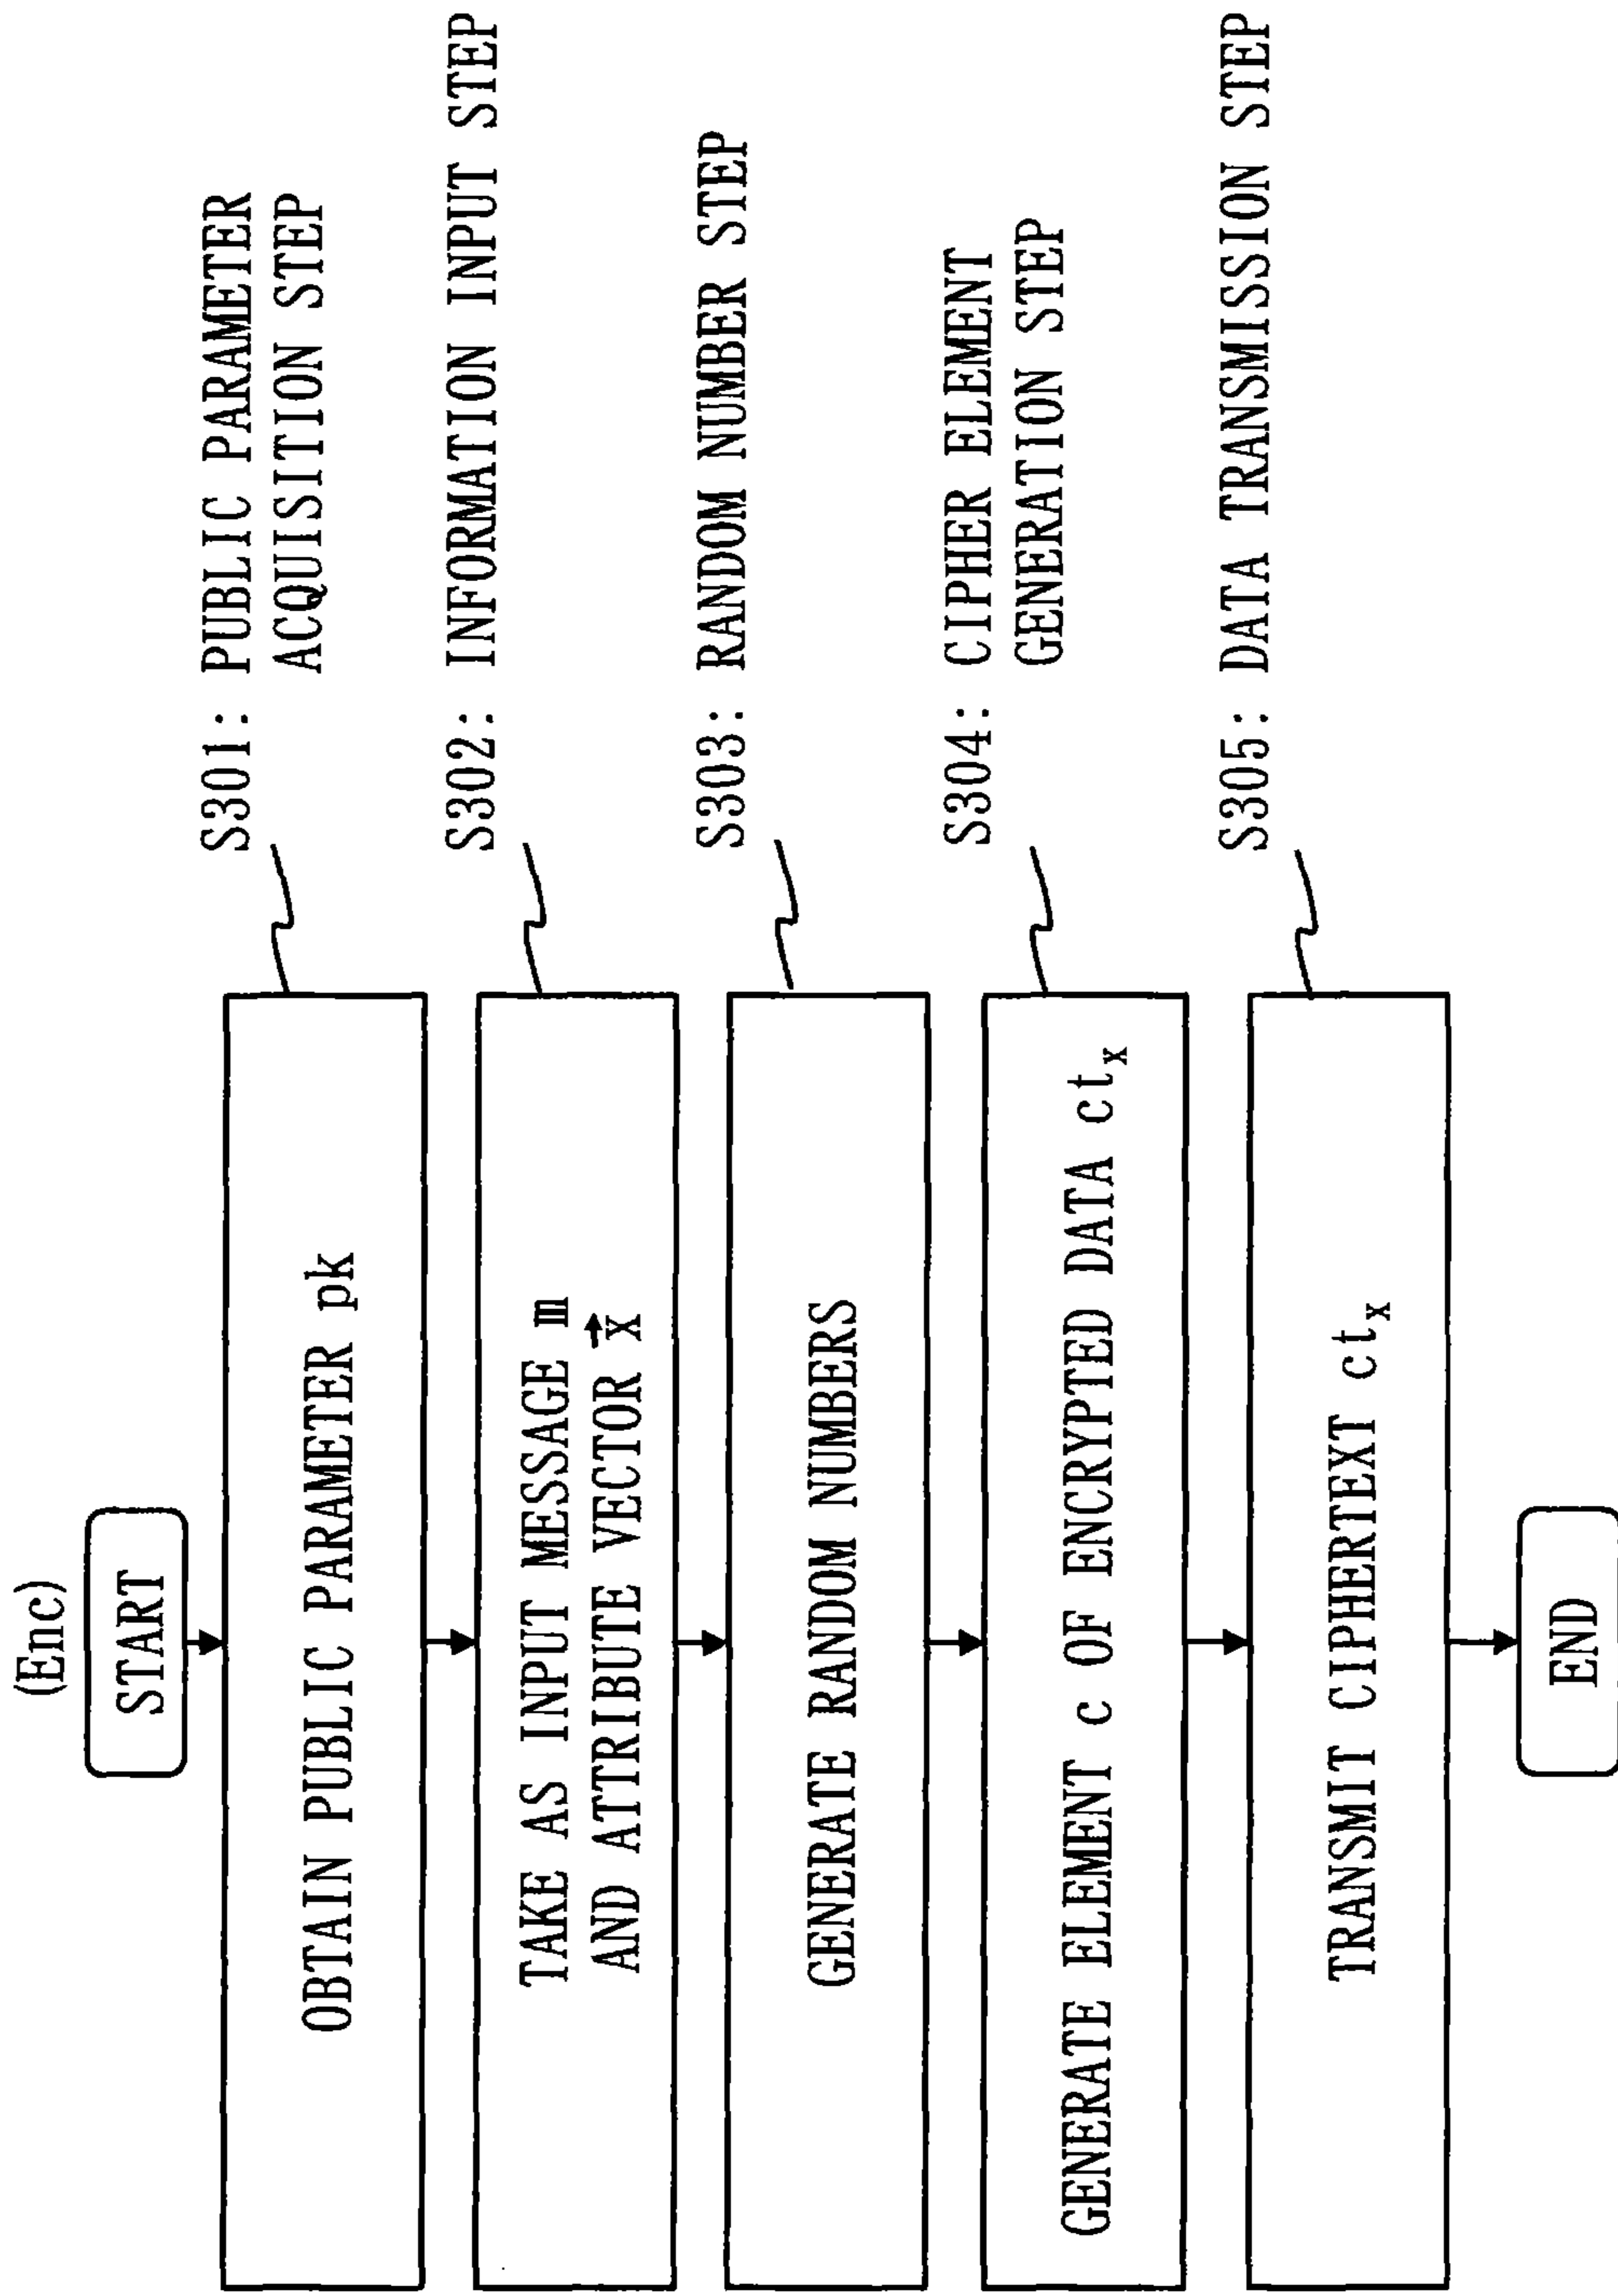 (Enc)
START
OBTAIN PUBLIC PARAMETER pk
S301: PUBLIC PARAMETER
ACQUISITION STEP
TAKE AS INPUT MESSAGE m
AND ATTRIBUTE VECTOR x⃗
S302: INFORMATION INPUT STEP
GENERATE RANDOM NUMBERS
S303: RANDOM NUMBER STEP
GENERATE ELEMENT c OF ENCRYPTED DATA ctₓ
S304: CIPHER ELEMENT
GENERATION STEP
TRANSMIT CIPHERTEXT ctₓ
S305: DATA TRANSMISSION STEP
END